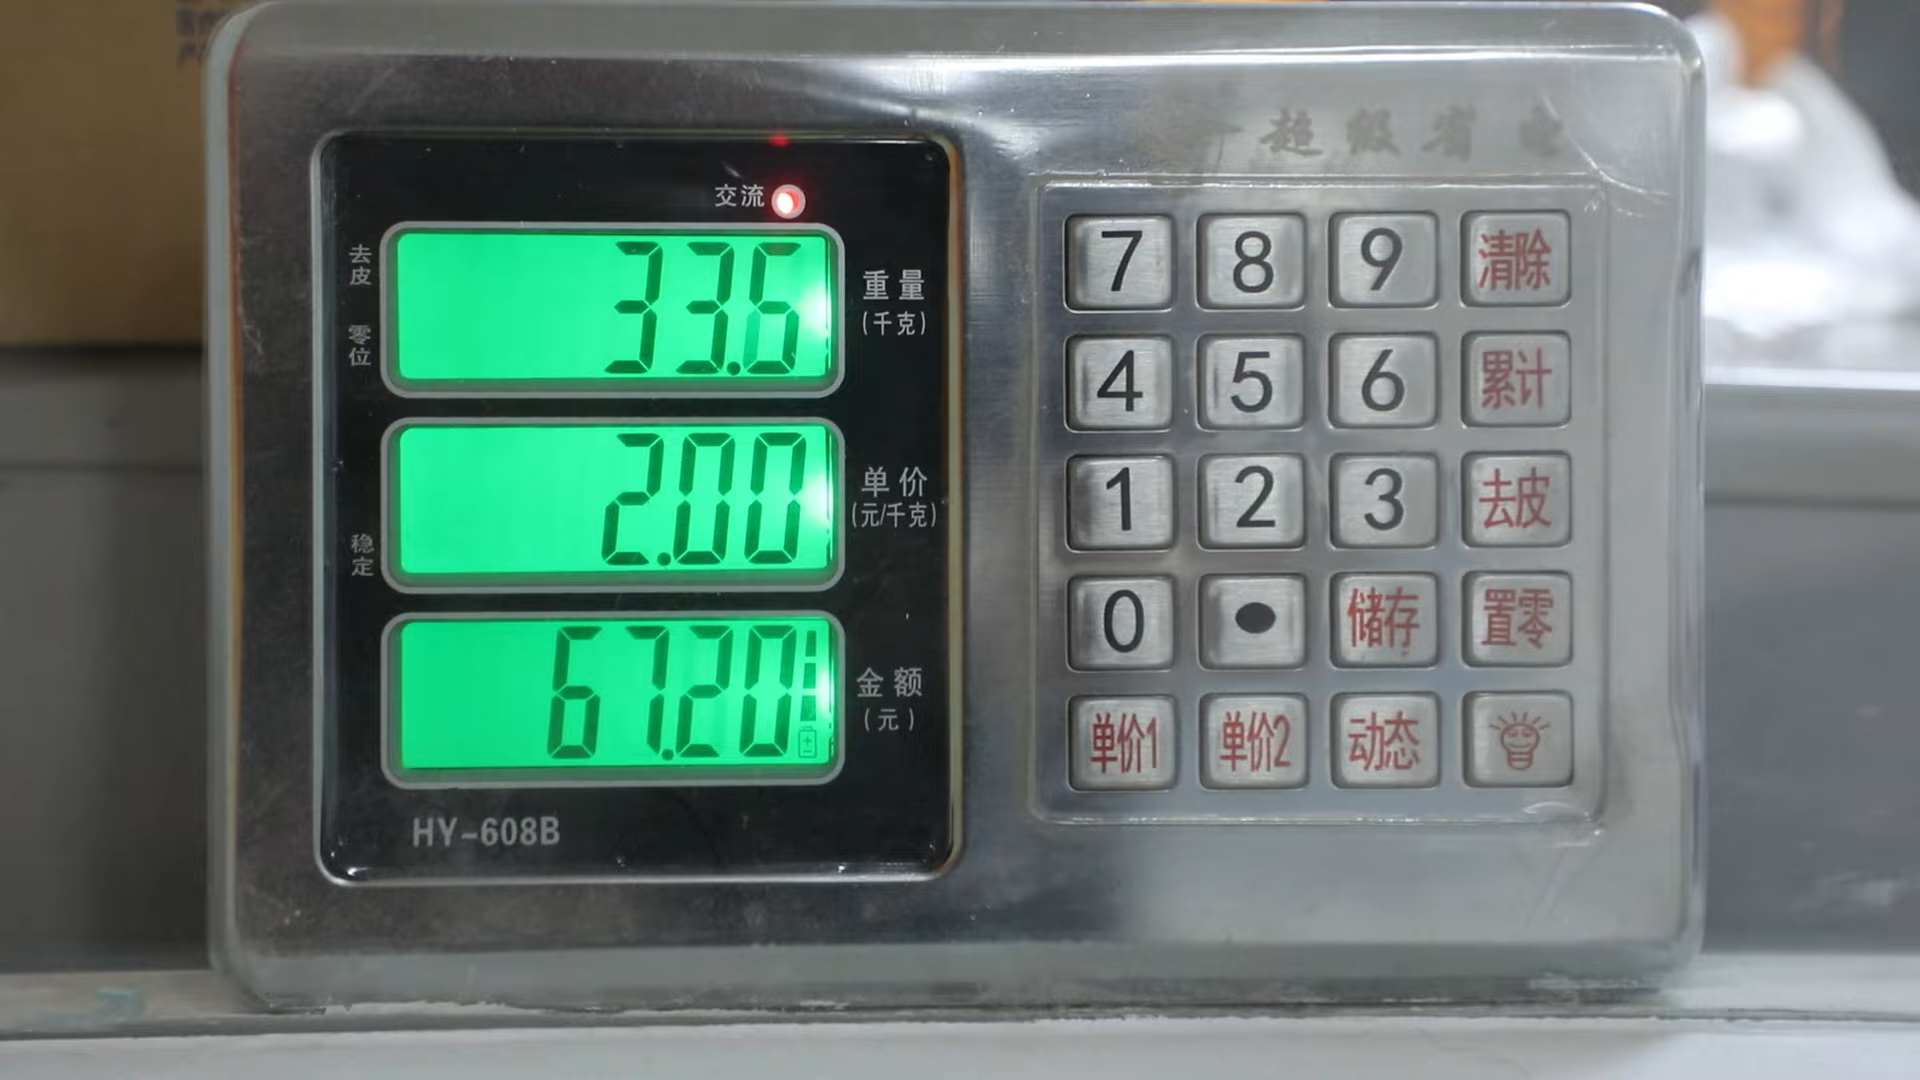 超级省电
交流
去皮
零位
稳定
33.6
重量
(千克)
2.00
单价
(元/千克)
67.20
金额
(元)
HY-608B
7 8 9 清除
4 5 6 累计
1 2 3 去皮
0 • 储存 置零
单价1 单价2 动态